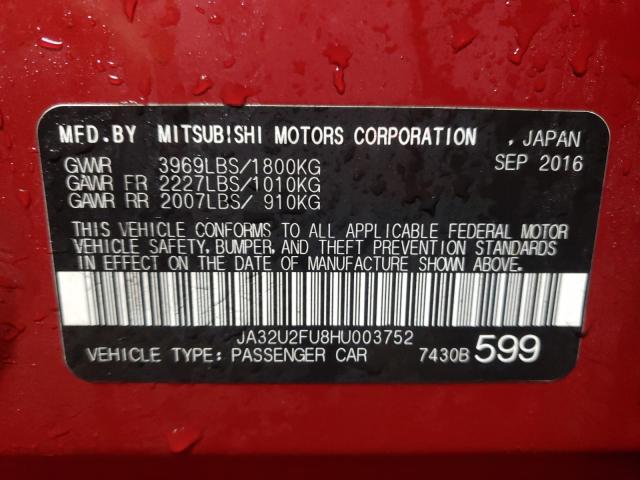 MFD.BY MITSUBISHI MOTORS CORPORATION , JAPAN
GVWR 3969LBS/1800KG SEP 2016
GAWR FR 2227LBS/1010KG
GAWR RR 2007LBS/ 910KG
THIS VEHICLE CONFORMS TO ALL APPLICABLE FEDERAL MOTOR
VEHICLE SAFETY, BUMPER, AND THEFT PREVENTION STANDARDS
IN EFFECT ON THE DATE OF MANUFACTURE SHOWN ABOVE.
JA32U2FU8HU003752
VEHICLE TYPE: PASSENGER CAR 7430B 599